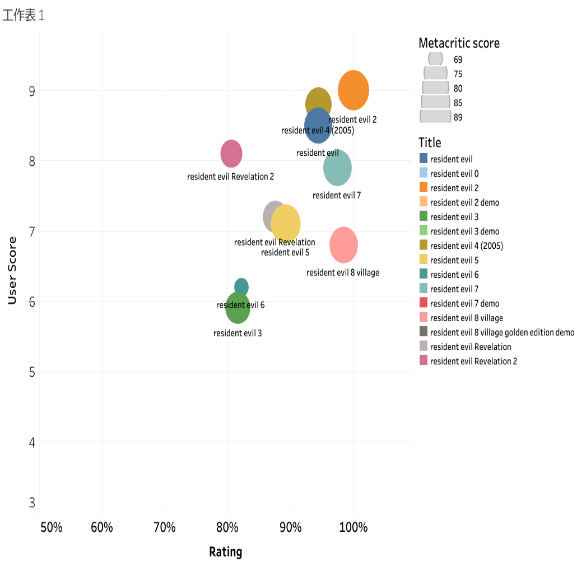 工作表 1
Metacritic score
69
75
80
85
89
Title
resident evil
resident evil 0
resident evil 2
resident evil 2 demo
resident evil 3
resident evil 3 demo
resident evil 4 (2005)
resident evil 5
resident evil 6
resident evil 7
resident evil 7 demo
resident evil 8 village
resident evil 8 village golden edition demo
resident evil Revelation
resident evil Revelation 2
User Score
9
8
7
6
5
4
3
resident evil 2
resident evil 4 (2005)
resident evil
resident evil Revelation 2
resident evil 7
resident evil Revelation
resident evil 5
resident evil 8 village
resident evil 6
resident evil 3
50% 60% 70% 80% 90% 100%
Rating